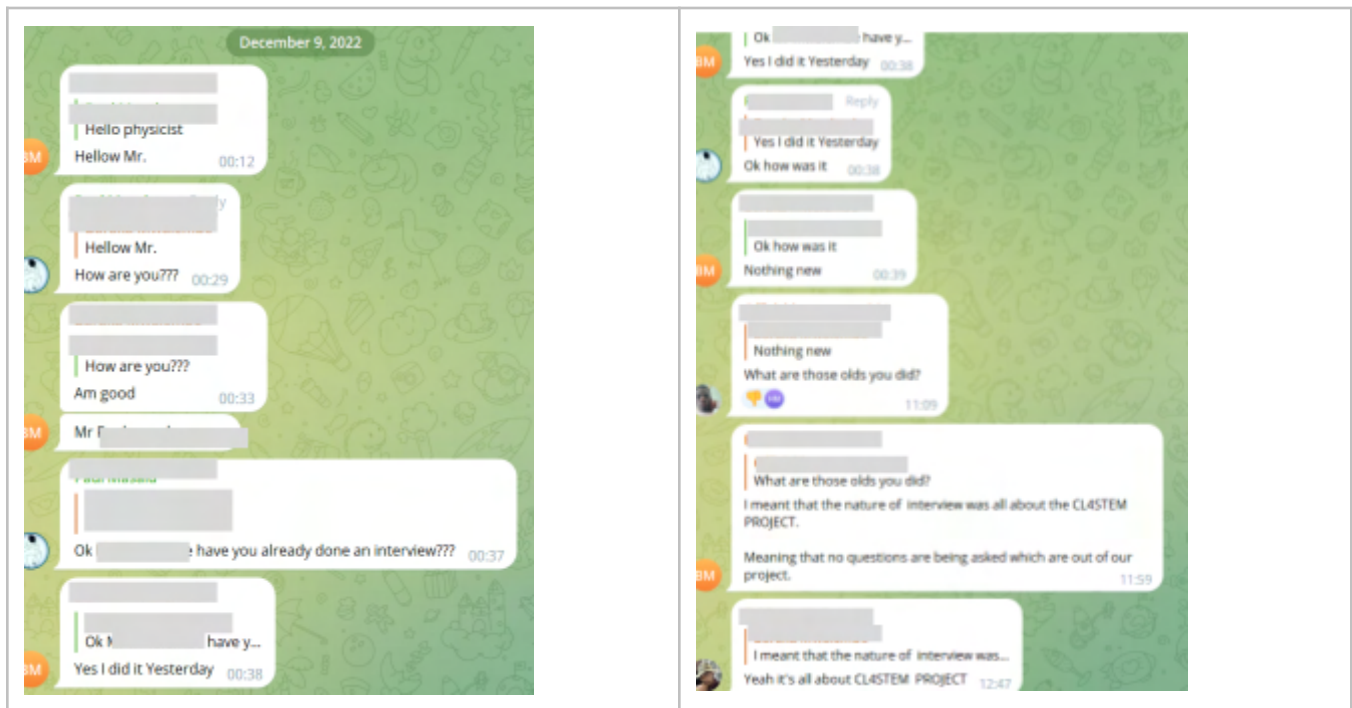 December 9, 2022
Hello physicist
Hellow Mr.
00:12
BM
Hellow Mr.
How are you???
00:29
How are you???
Am good
00:33
Mr
BM
Ok have you already done an interview???
00:37
Ok have y...
Yes I did it Yesterday
00:38
BM
Ok have y...
Yes I did it Yesterday
00:38
BM
Reply
Yes I did it Yesterday
Ok how was it
00:38
Ok how was it
Nothing new
00:39
BM
Nothing new
What are those olds you did?
11:09
What are those olds you did?
I meant that the nature of interview was all about the CL4STEM
PROJECT.
Meaning that no questions are being asked which are out of our
project.
11:59
BM
I meant that the nature of interview was...
Yeah it's all about CL4STEM PROJECT
12:47